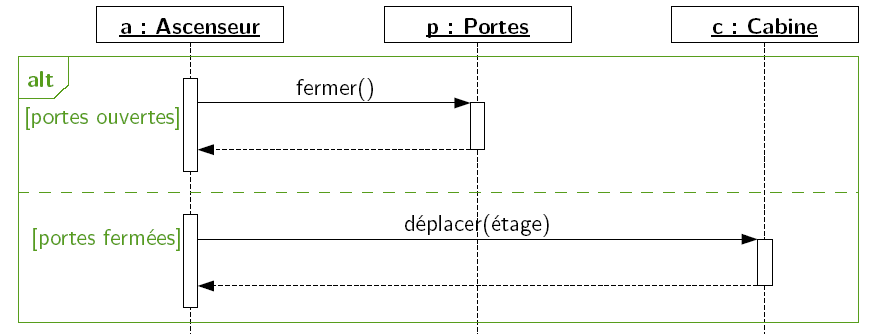 a : Ascenseur
p : Portes
c : Cabine
alt
fermer()
[portes ouvertes]
déplacer(étage)
[portes fermées]